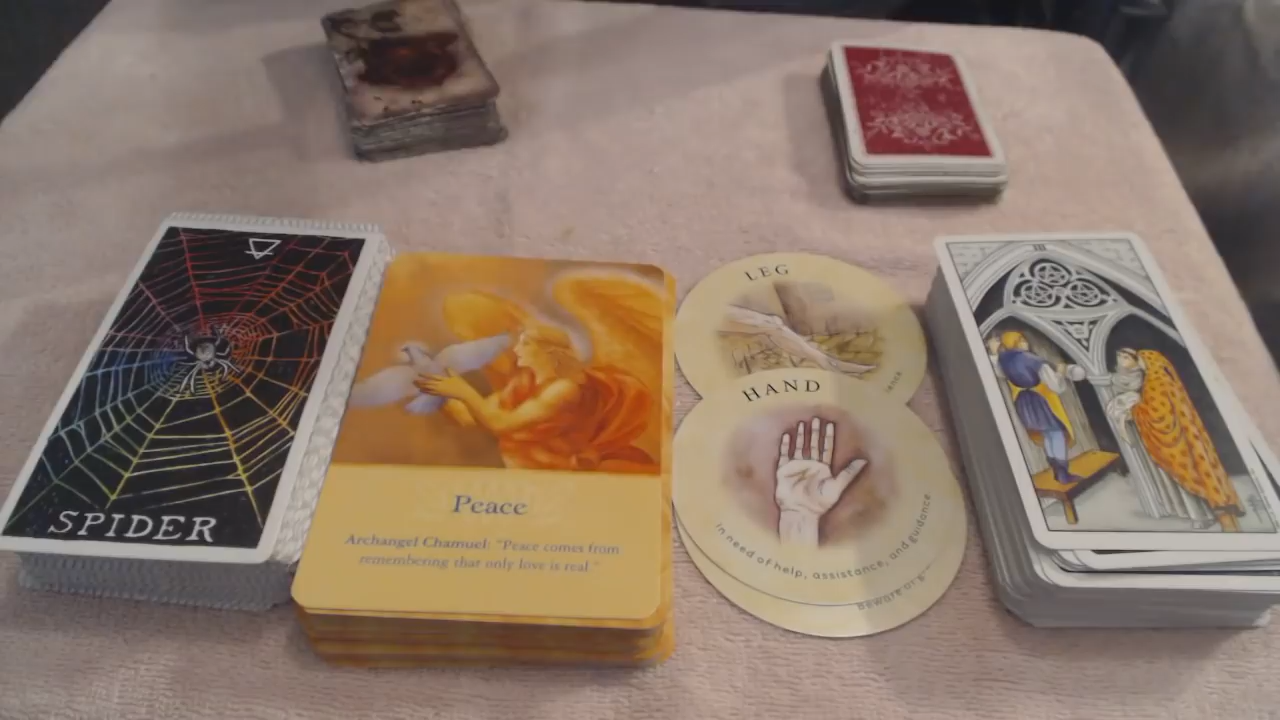 SPIDER
Peace
Archangel Chamuel: "Peace comes from
remembering that only love is real."
LEG
HAND
In need of help, assistance, and guidance
Beware of
III